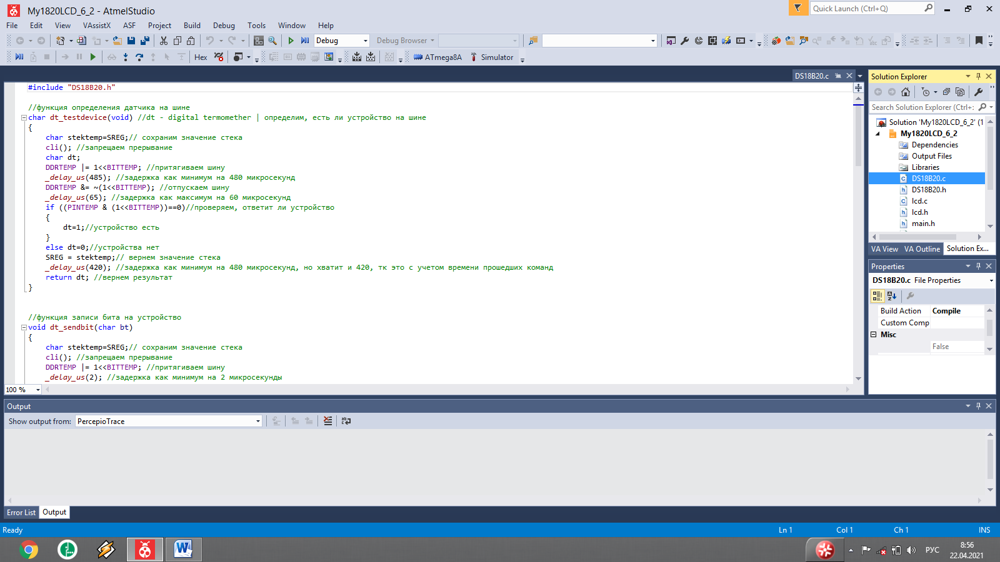 My1820LCD_6_2 - AtmelStudio
Quick Launch (Ctrl+Q)
File Edit View VAssistX ASF Project Build Debug Tools Window Help
Debug Debug Browser
Hex ATmega8A Simulator
DS18B20.c
#include "DS18B20.h"
//функция определения датчика на шине
char dt_testdevice(void) //dt - digital termomether | определим, есть ли устройство на шине
{
char stektemp=SREG;// сохраним значение стека
cli(); //запрещаем прерывание
char dt;
DDRTEMP |= 1<<BITTEMP; //притягиваем шину
_delay_us(485); //задержка как минимум на 480 микросекунд
DDRTEMP &= ~(1<<BITTEMP); //отпускаем шину
_delay_us(65); //задержка как максимум на 60 микросекунд
if ((PINTEMP & (1<<BITTEMP))==0)//проверяем, ответит ли устройство
{
dt=1;//устройство есть
}
else dt=0;//устройства нет
SREG = stektemp;// вернем значение стека
_delay_us(420); //задержка как минимум на 480 микросекунд, но хватит и 420, тк это с учетом времени прошедших команд
return dt; //вернем результат
}
//функция записи бита на устройство
void dt_sendbit(char bt)
{
char stektemp=SREG;// сохраним значение стека
cli(); //запрещаем прерывание
DDRTEMP |= 1<<BITTEMP; //притягиваем шину
_delay_us(2); //задержка как минимум на 2 микросекунды
100 %
Solution Explorer
Search Solution Explorer (Ctrl+:
Solution 'My1820LCD_6_2' (1
My1820LCD_6_2
Dependencies
Output Files
Libraries
DS18B20.c
DS18B20.h
lcd.c
lcd.h
main.h
VA View VA Outline Solution Ex...
Properties
DS18B20.c File Properties
Build Action Compile
Custom Comp
Misc
False
Output
Show output from: PercepioTrace
Error List Output
Ready Ln 1 Col 1 Ch 1 INS
РУС 8:56
22.04.2021